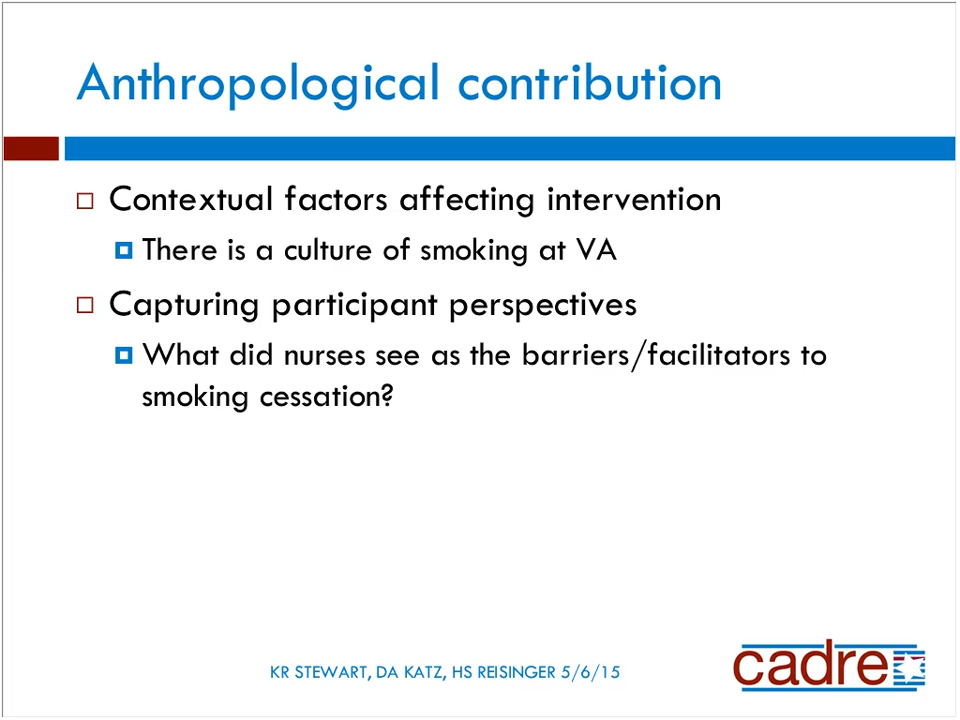 Anthropological contribution
Contextual factors affecting intervention
There is a culture of smoking at VA
Capturing participant perspectives
What did nurses see as the barriers/facilitators to
smoking cessation?
KR STEWART, DA KATZ, HS REISINGER 5/6/15
cadre